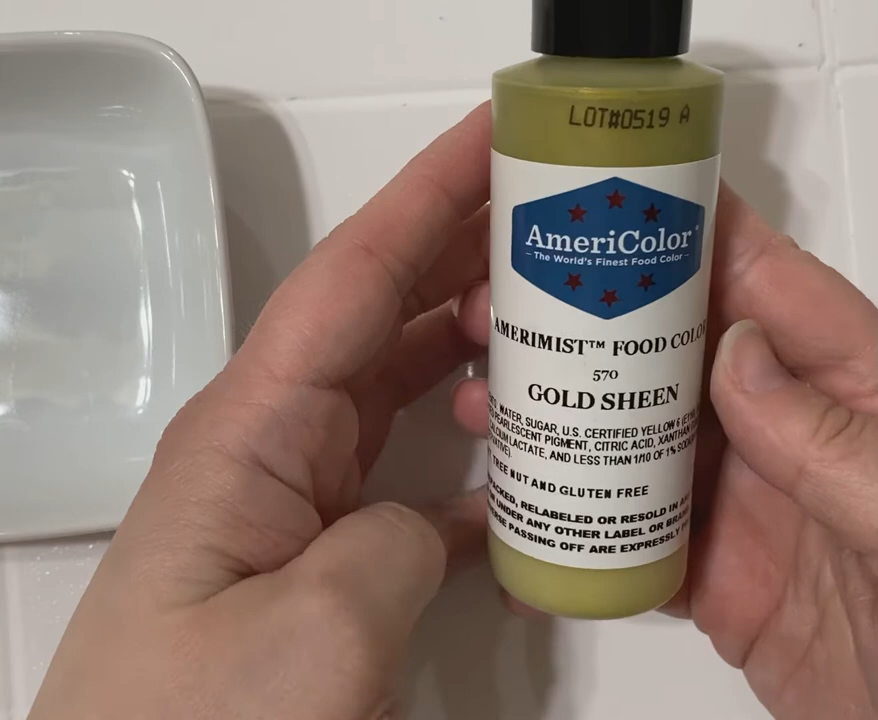 LOT#0519 A
AmeriColor
The World's Finest Food Color
AMERIMIST™ FOOD COLOR
570
GOLD SHEEN
WATER, SUGAR, U.S. CERTIFIED YELLOW 6
PEARLESCENT PIGMENT, CITRIC ACID, XANTHAN
CALCIUM LACTATE, AND LESS THAN 1/10 OF 1%
TREE NUT AND GLUTEN FREE
RELABELED OR RESOLD IN
UNDER ANY OTHER LABEL OR
PASSING OFF ARE EXPRESSLY